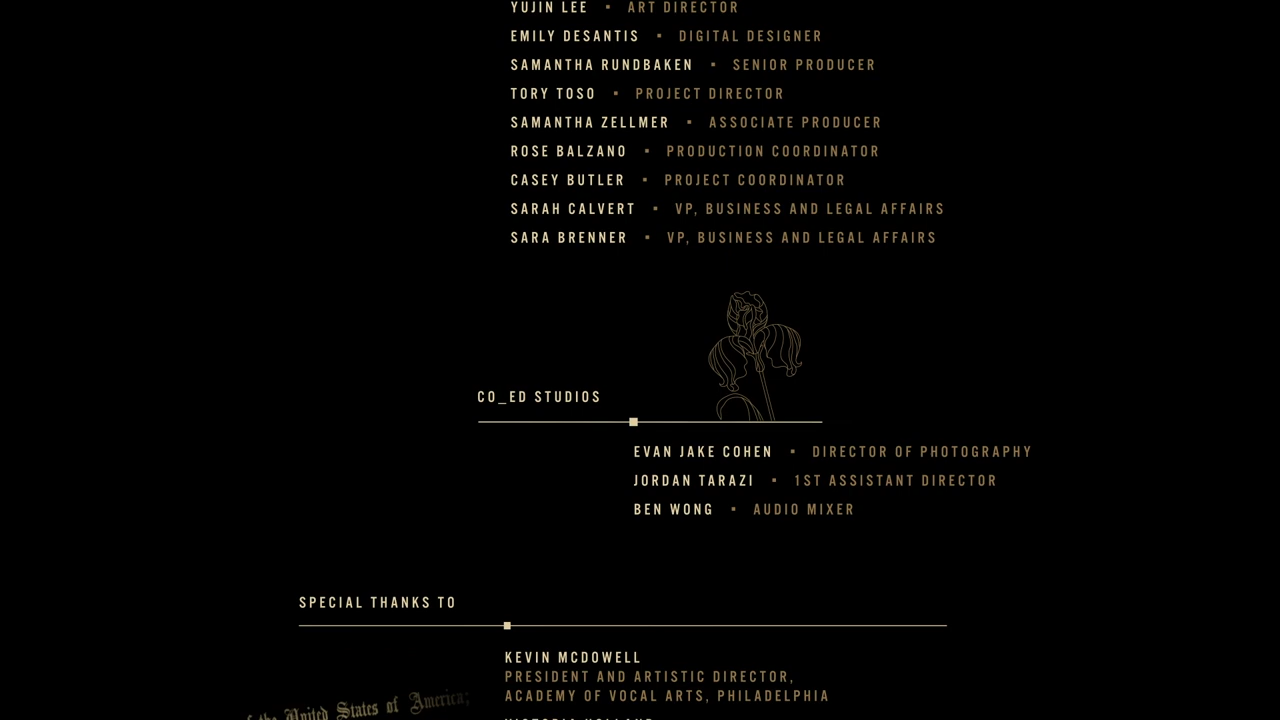 YUJIN LEE ▪ ART DIRECTOR
EMILY DESANTIS ▪ DIGITAL DESIGNER
SAMANTHA RUNDBAKEN ▪ SENIOR PRODUCER
TORY TOSO ▪ PROJECT DIRECTOR
SAMANTHA ZELLMER ▪ ASSOCIATE PRODUCER
ROSE BALZANO ▪ PRODUCTION COORDINATOR
CASEY BUTLER ▪ PROJECT COORDINATOR
SARAH CALVERT ▪ VP, BUSINESS AND LEGAL AFFAIRS
SARA BRENNER ▪ VP, BUSINESS AND LEGAL AFFAIRS
CO_ED STUDIOS
EVAN JAKE COHEN ▪ DIRECTOR OF PHOTOGRAPHY
JORDAN TARAZI ▪ 1ST ASSISTANT DIRECTOR
BEN WONG ▪ AUDIO MIXER
SPECIAL THANKS TO
KEVIN MCDOWELL
PRESIDENT AND ARTISTIC DIRECTOR,
ACADEMY OF VOCAL ARTS, PHILADELPHIA
of the United States of America;